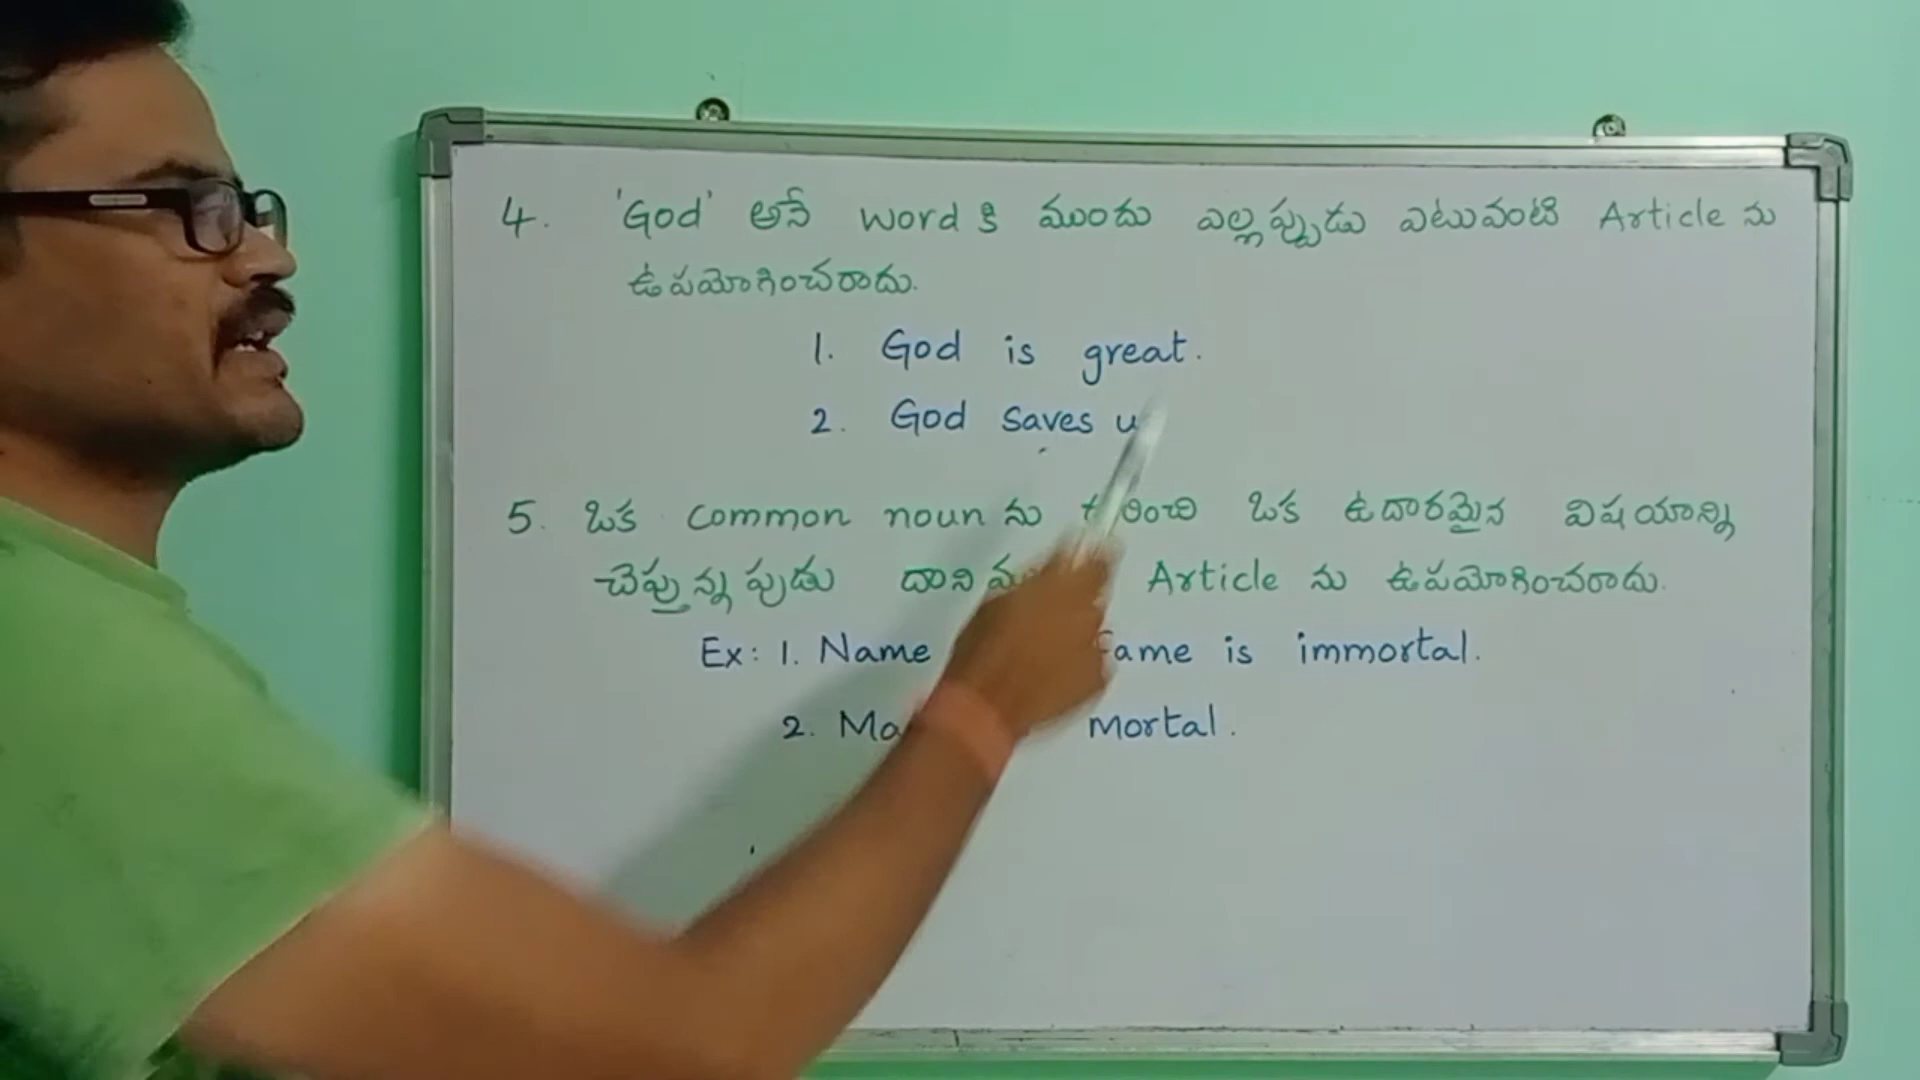 4. 'God' అనే word కి ముందు ఎల్లప్పుడు ఎటువంటి Article ను
ఉపయోగించరాదు.
1. God is great.
2. God saves
5. ఒక common noun ను ఒక ఉదారమైన విషయాన్ని
చెప్తున్నపుడు దాని Article ను ఉపయోగించరాదు.
Ex: 1. Name fame is immortal.
2. mortal.